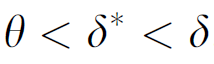 θ < δ* < δ